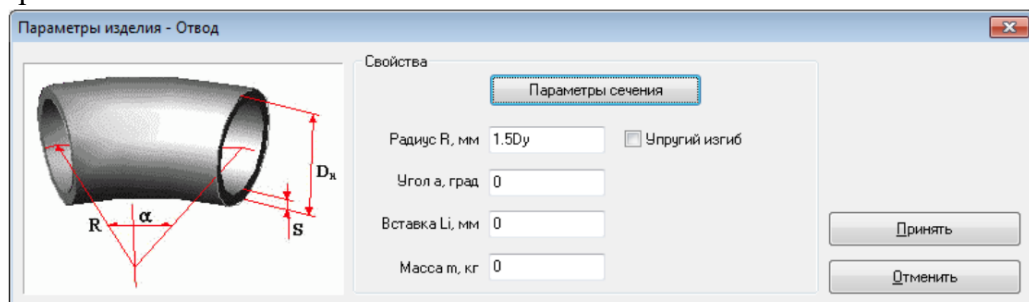 Параметры изделия - Отвод
Свойства
Параметры сечения
Радиус R, мм 1.5Dy Упругий изгиб
Угол a, град 0
Вставка Li, мм 0
Масса m, кг 0
Принять
Отменить
Dн
S
R α